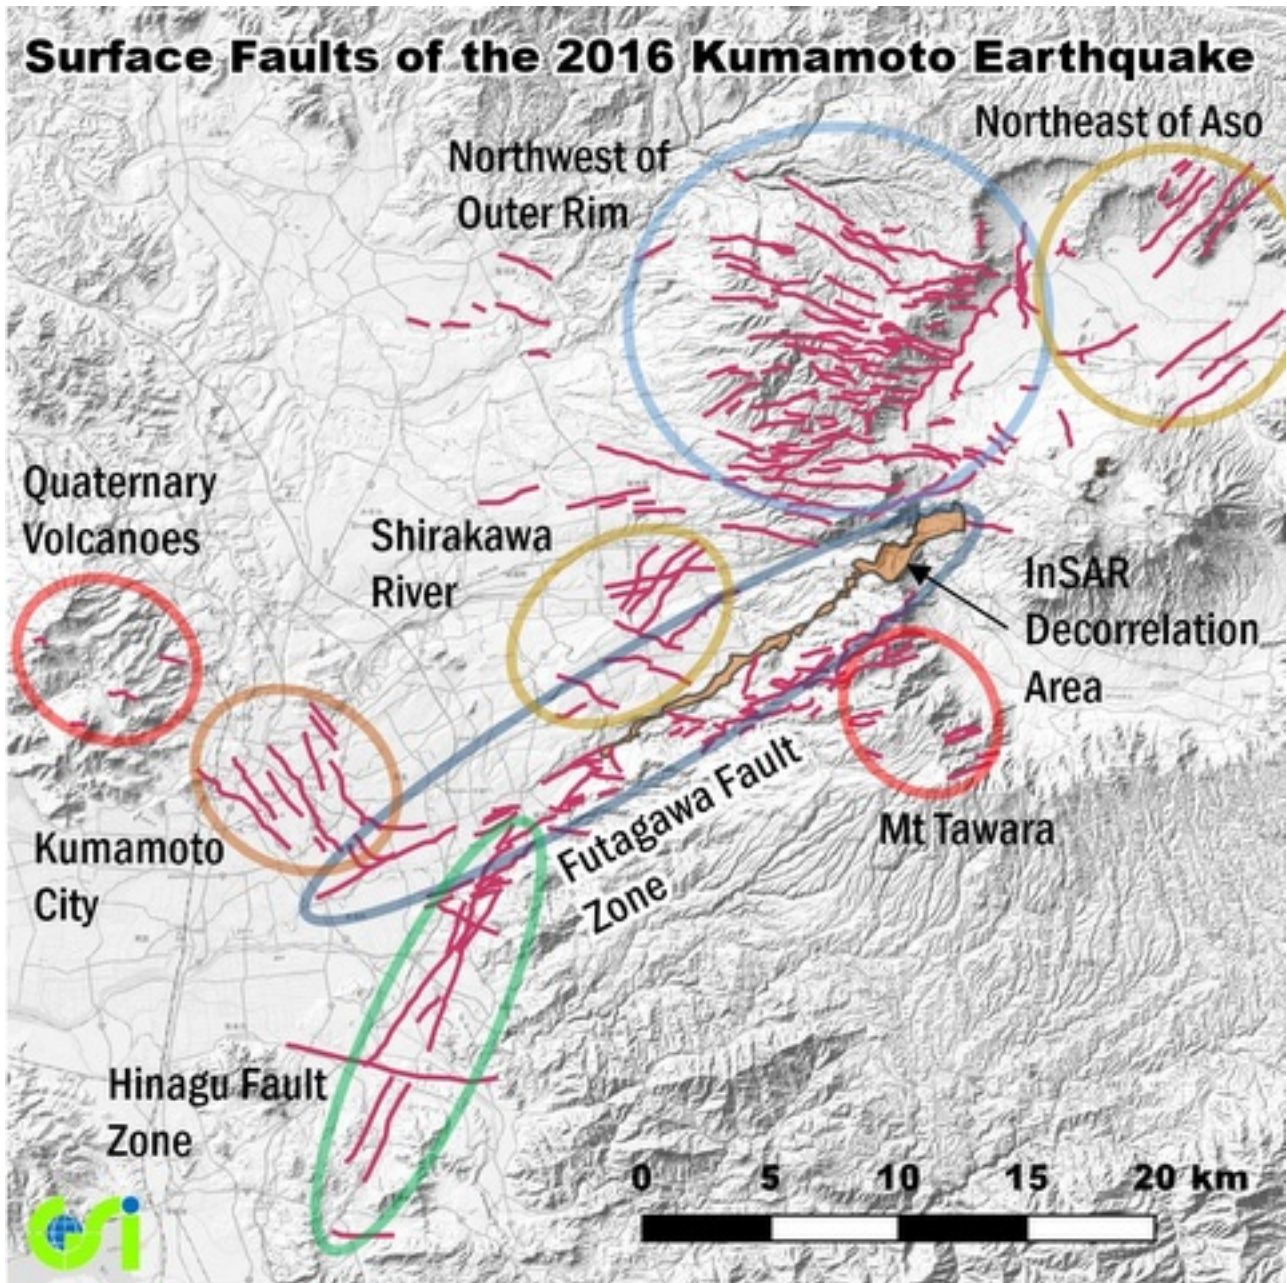 Surface Faults of the 2016 Kumamoto Earthquake
Northeast of Aso
Northwest of
Outer Rim
Quaternary
Volcanoes
Shirakawa
River
InSAR
Decorrelation
Area
Kumamoto
City
Futagawa Fault
Zone
Mt Tawara
Hinagu Fault
Zone
0 5 10 15 20 km
GSi